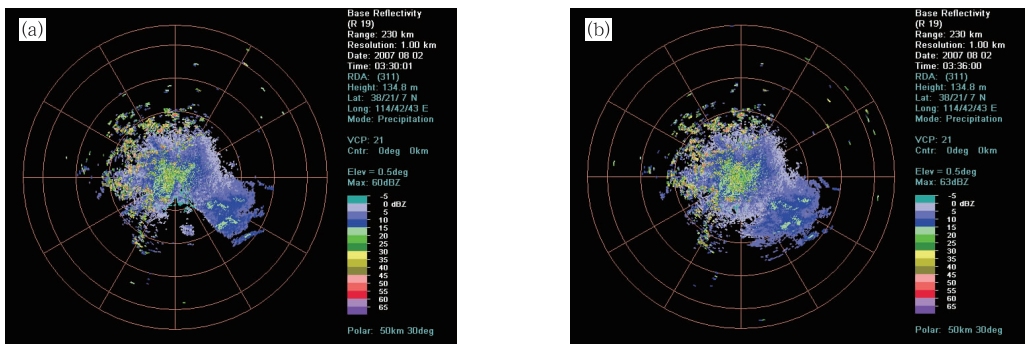 (a)
Base Reflectivity
(R 19)
Range: 230 km
Resolution: 1.00 km
Date: 2007 08 02
Time: 03:30:01
RDA: (311)
Height: 134.8 m
Lat: 38/21/ 7 N
Long: 114/42/43 E
Mode: Precipitation
VCP: 21
Cntr: 0deg 0km
Elev = 0.5deg
Max: 60dBZ
-5
0 dBZ
5
10
15
20
25
30
35
40
45
50
55
60
65
Polar: 50km 30deg
(b)
Base Reflectivity
(R 19)
Range: 230 km
Resolution: 1.00 km
Date: 2007 08 02
Time: 03:36:00
RDA: (311)
Height: 134.8 m
Lat: 38/21/ 7 N
Long: 114/42/43 E
Mode: Precipitation
VCP: 21
Cntr: 0deg 0km
Elev = 0.5deg
Max: 63dBZ
-5
0 dBZ
5
10
15
20
25
30
35
40
45
50
55
60
65
Polar: 50km 30deg